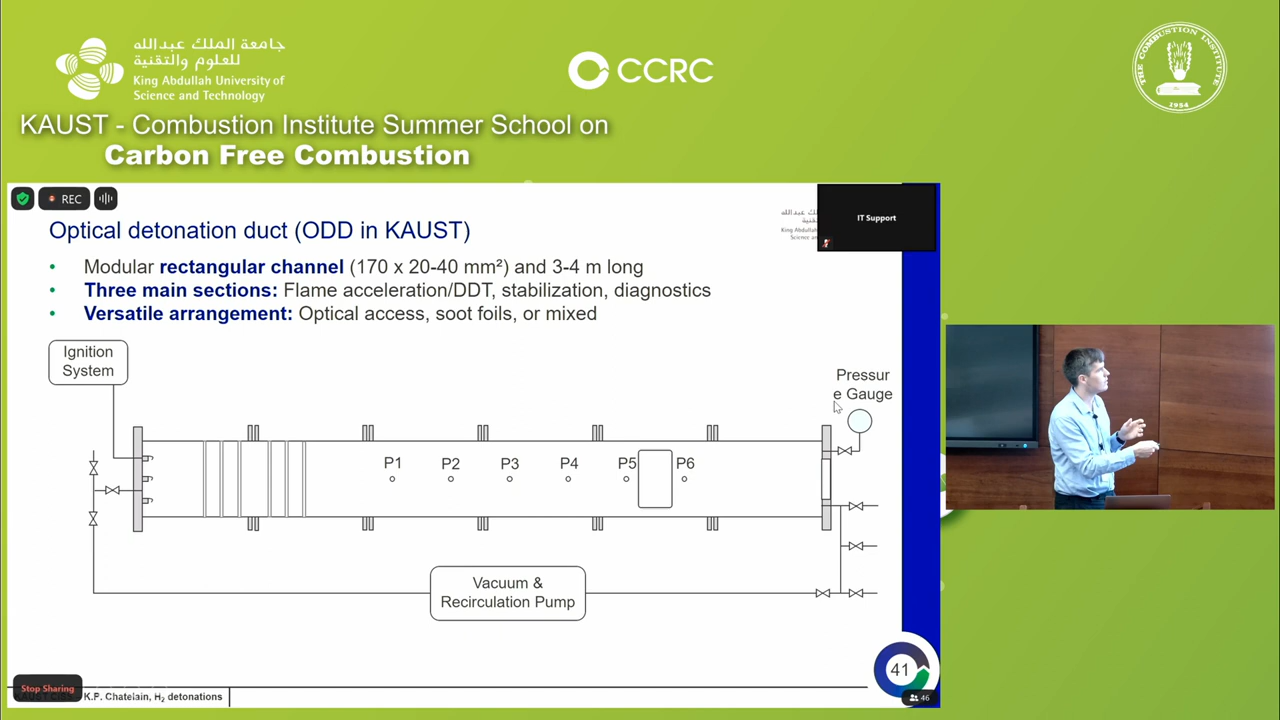 جامعة الملك عبدالله
للعلوم والتقنية
King Abdullah University of
Science and Technology
CCRC
THE COMBUSTION INSTITUTE
1954
KAUST - Combustion Institute Summer School on
Carbon Free Combustion
REC
IT Support
Optical detonation duct (ODD in KAUST)
• Modular rectangular channel (170 x 20-40 mm²) and 3-4 m long
• Three main sections: Flame acceleration/DDT, stabilization, diagnostics
• Versatile arrangement: Optical access, soot foils, or mixed
Ignition
System
Pressur
e Gauge
P1 P2 P3 P4 P5 P6
Vacuum &
Recirculation Pump
41
Stop Sharing
K.P. Chatelain, H₂ detonations
46